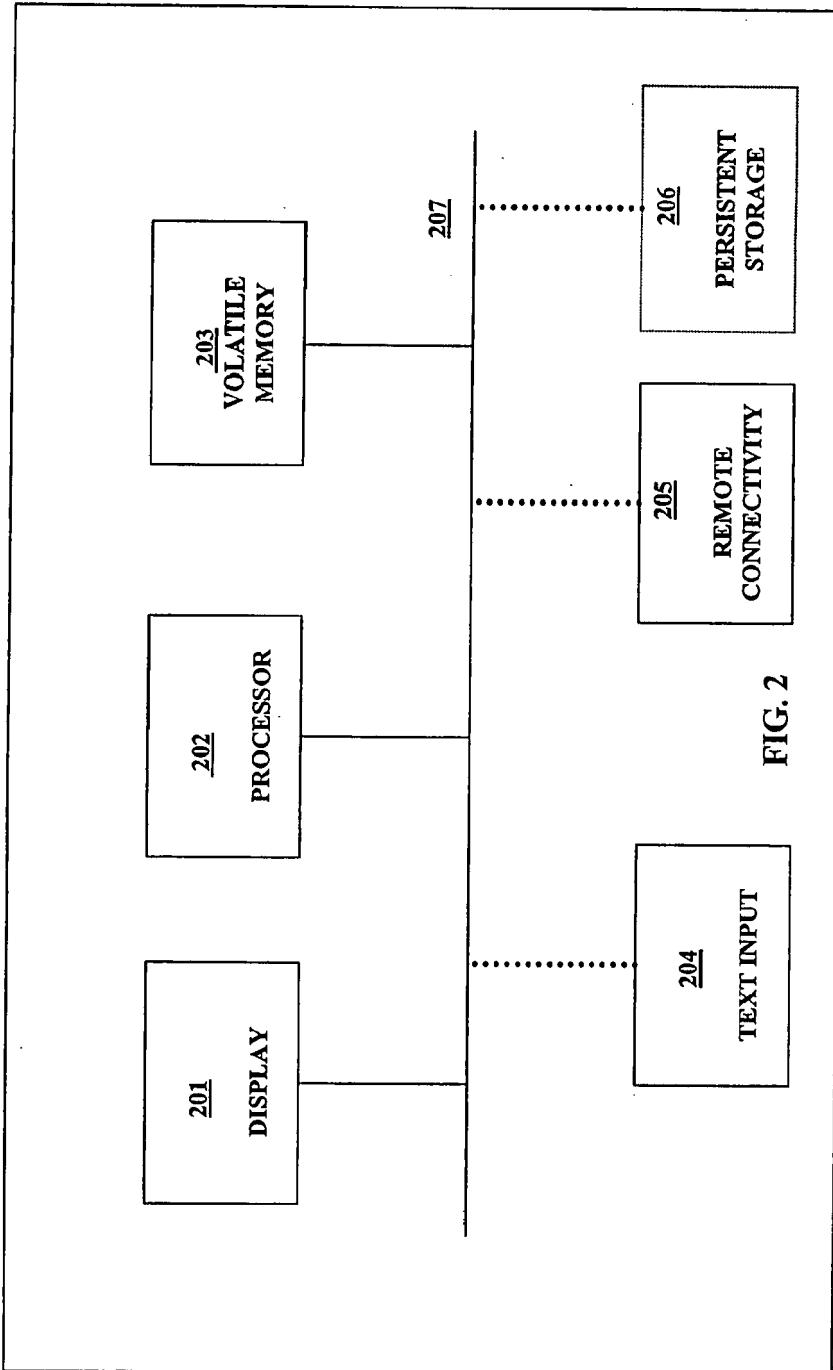 201
DISPLAY
202
PROCESSOR
203
VOLATILE
MEMORY
207
204
TEXT INPUT
205
REMOTE
CONNECTIVITY
206
PERSISTENT
STORAGE
FIG. 2